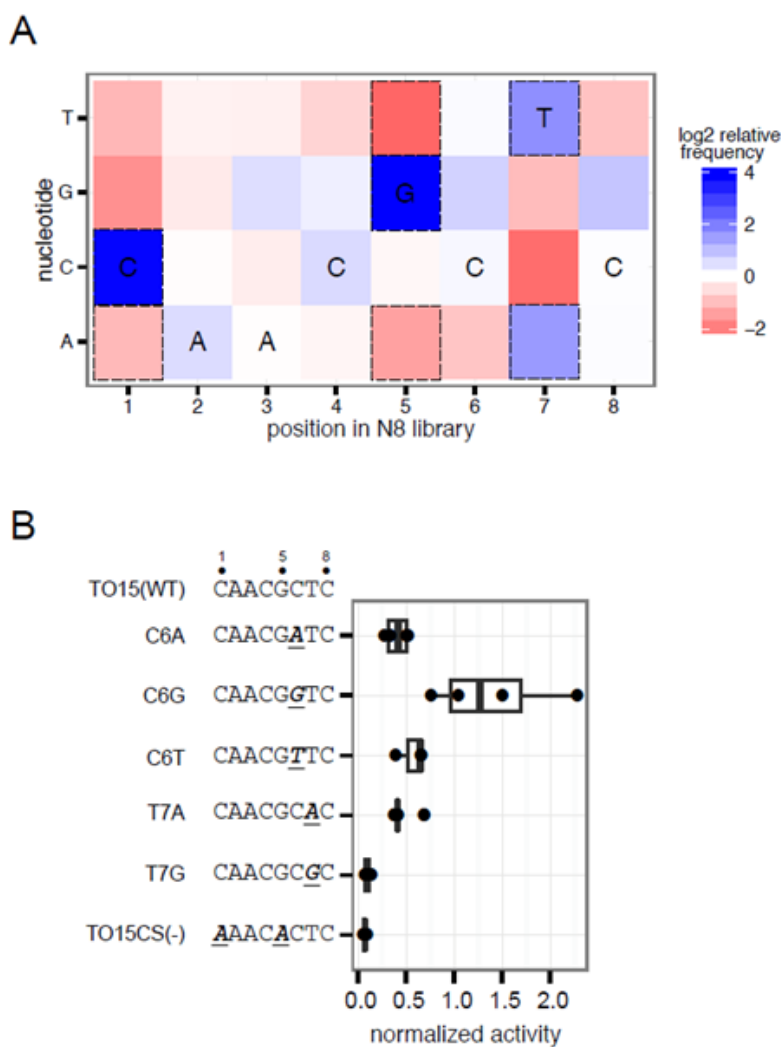 A
T
G
C
A
nucleotide
C
A
A
C
G
C
T
C
1 2 3 4 5 6 7 8
position in N8 library
log2 relative
frequency
4
2
0
−2
B
1 5 8
TO15(WT) CAACGCTC
C6A CAACGATC
C6G CAACGGTC
C6T CAACGTTC
T7A CAACGCAC
T7G CAACGCGC
TO15CS(-) AAACACTC
0.0 0.5 1.0 1.5 2.0
normalized activity